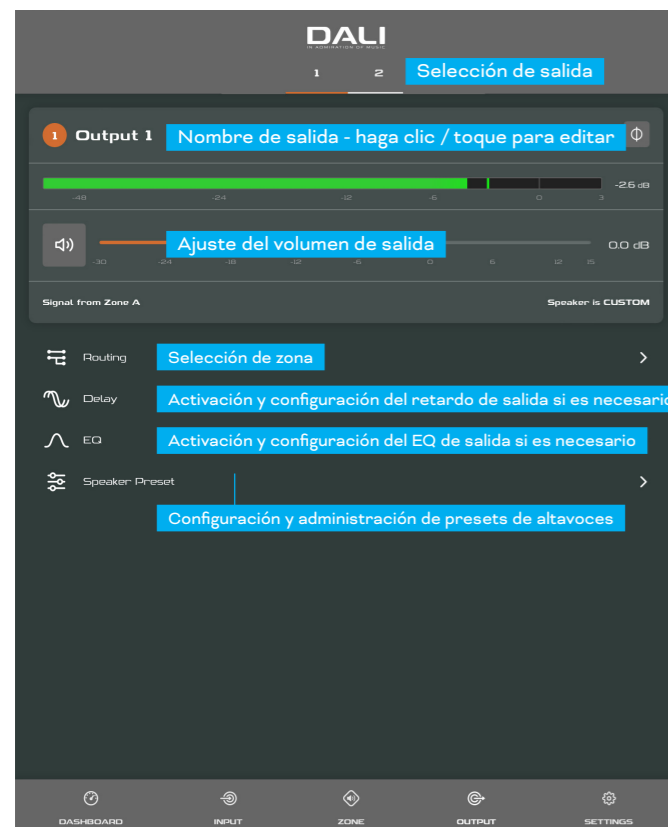 DALI
IN ADMIRATION OF MUSIC
1 2 Selección de salida
1 Output 1 Nombre de salida - haga clic / toque para editar
-2.6 dB
-48 -24 -12 -6 0 3
Ajuste del volumen de salida 0.0 dB
-30 -24 -18 -12 -6 0 6 12 15
Signal from Zone A Speaker is CUSTOM
Routing Selección de zona
Delay Activación y configuración del retardo de salida si es necesario
EQ Activación y configuración del EQ de salida si es necesario
Speaker Preset
Configuración y administración de presets de altavoces
DASHBOARD INPUT ZONE OUTPUT SETTINGS